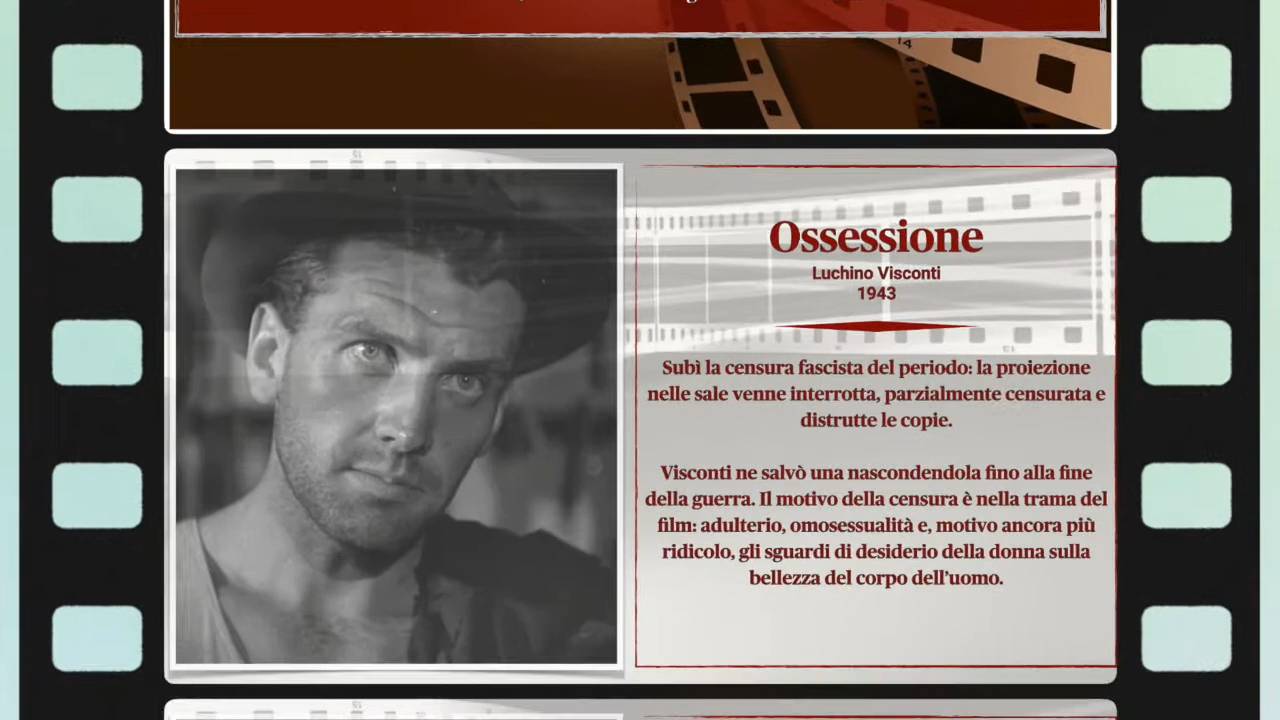 Ossessione
Luchino Visconti
1943
Subì la censura fascista del periodo: la proiezione
nelle sale venne interrotta, parzialmente censurata e
distrutte le copie.
Visconti ne salvò una nascondendola fino alla fine
della guerra. Il motivo della censura è nella trama del
film: adulterio, omosessualità e, motivo ancora più
ridicolo, gli sguardi di desiderio della donna sulla
bellezza del corpo dell'uomo.